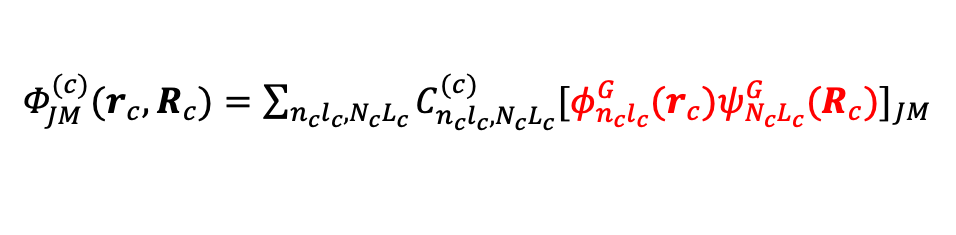 Φ_{JM}^{(c)}(r_c, R_c) = ∑_{n_c l_c, N_c L_c} C_{n_c l_c, N_c L_c}^{(c)} [ϕ_{n_c l_c}^{G}(r_c)ψ_{N_c L_c}^{G}(R_c)]_{JM}